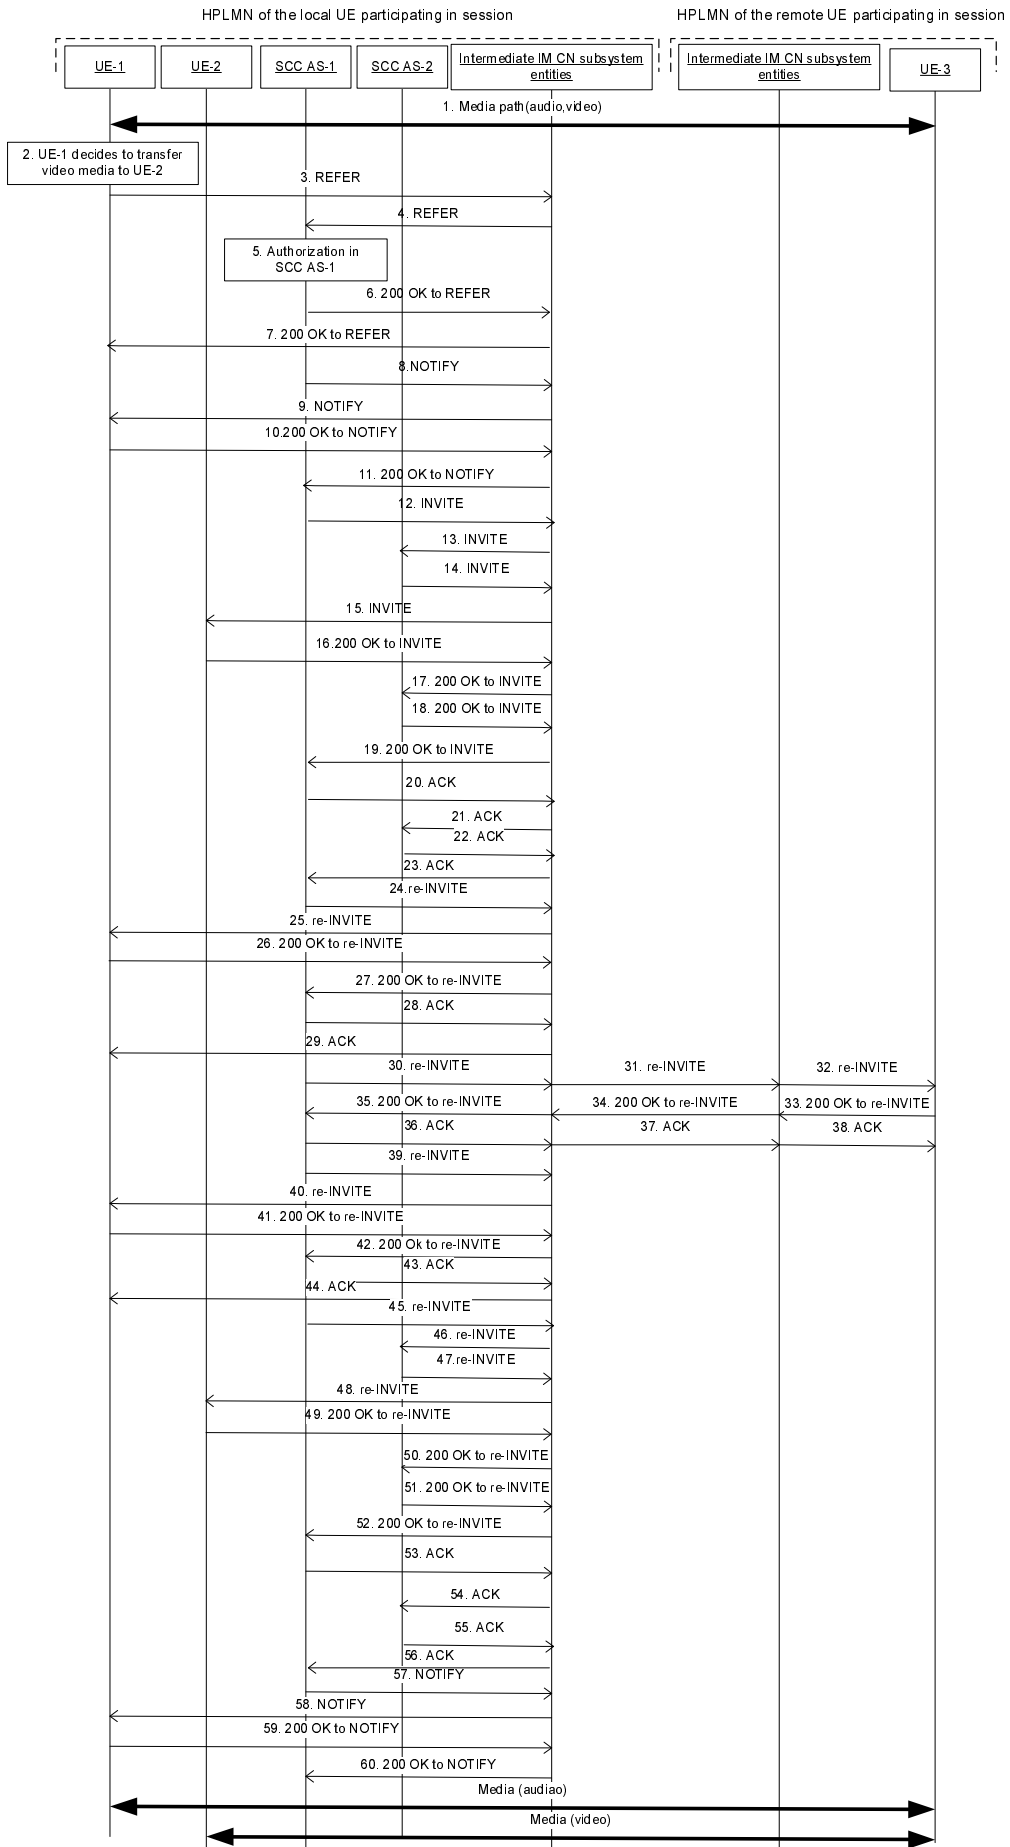 HPLMN of the local UE participating in session
HPLMN of the remote UE participating in session
UE-1
UE-2
SCC AS-1
SCC AS-2
Intermediate IM CN subsystem
entities
Intermediate IM CN subsystem
entities
UE-3
1. Media path(audio,video)
2. UE-1 decides to transfer
video media to UE-2
3. REFER
4. REFER
5. Authorization in
SCC AS-1
6. 200 OK to REFER
7. 200 OK to REFER
8.NOTIFY
9. NOTIFY
10.200 OK to NOTIFY
11. 200 OK to NOTIFY
12. INVITE
13. INVITE
14. INVITE
15. INVITE
16.200 OK to INVITE
17. 200 OK to INVITE
18. 200 OK to INVITE
19. 200 OK to INVITE
20. ACK
21. ACK
22. ACK
23. ACK
24.re-INVITE
25. re-INVITE
26. 200 OK to re-INVITE
27. 200 OK to re-INVITE
28. ACK
29. ACK
30. re-INVITE
31. re-INVITE
32. re-INVITE
35. 200 OK to re-INVITE
34. 200 OK to re-INVITE
33. 200 OK to re-INVITE
36. ACK
37. ACK
38. ACK
39. re-INVITE
40. re-INVITE
41. 200 OK to re-INVITE
42. 200 Ok to re-INVITE
43. ACK
44. ACK
45. re-INVITE
46. re-INVITE
47.re-INVITE
48. re-INVITE
49. 200 OK to re-INVITE
50. 200 OK to re-INVITE
51. 200 OK to re-INVITE
52. 200 OK to re-INVITE
53. ACK
54. ACK
55. ACK
56. ACK
57. NOTIFY
58. NOTIFY
59. 200 OK to NOTIFY
60. 200 OK to NOTIFY
Media (audiao)
Media (video)